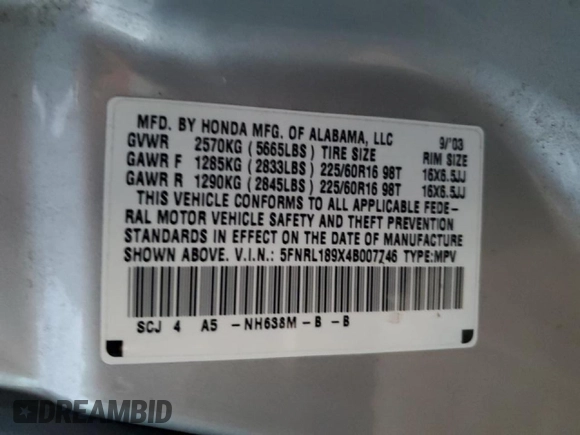 MFD. BY HONDA MFG. OF ALABAMA, LLC 9/'03
GVWR 2570KG (5665LBS) TIRE SIZE RIM SIZE
GAWR F 1285KG (2833LBS) 225/60R16 98T 16X6.5JJ
GAWR R 1290KG (2845LBS) 225/60R16 98T 16X6.5JJ
THIS VEHICLE CONFORMS TO ALL APPLICABLE FEDE-
RAL MOTOR VEHICLE SAFETY AND THEFT PREVENTION
STANDARDS IN EFFECT ON THE DATE OF MANUFACTURE
SHOWN ABOVE. V.I.N.: 5FNRL189X4B007746 TYPE:MPV
SCJ 4 A5 -NH638M-B-B
DREAMBID